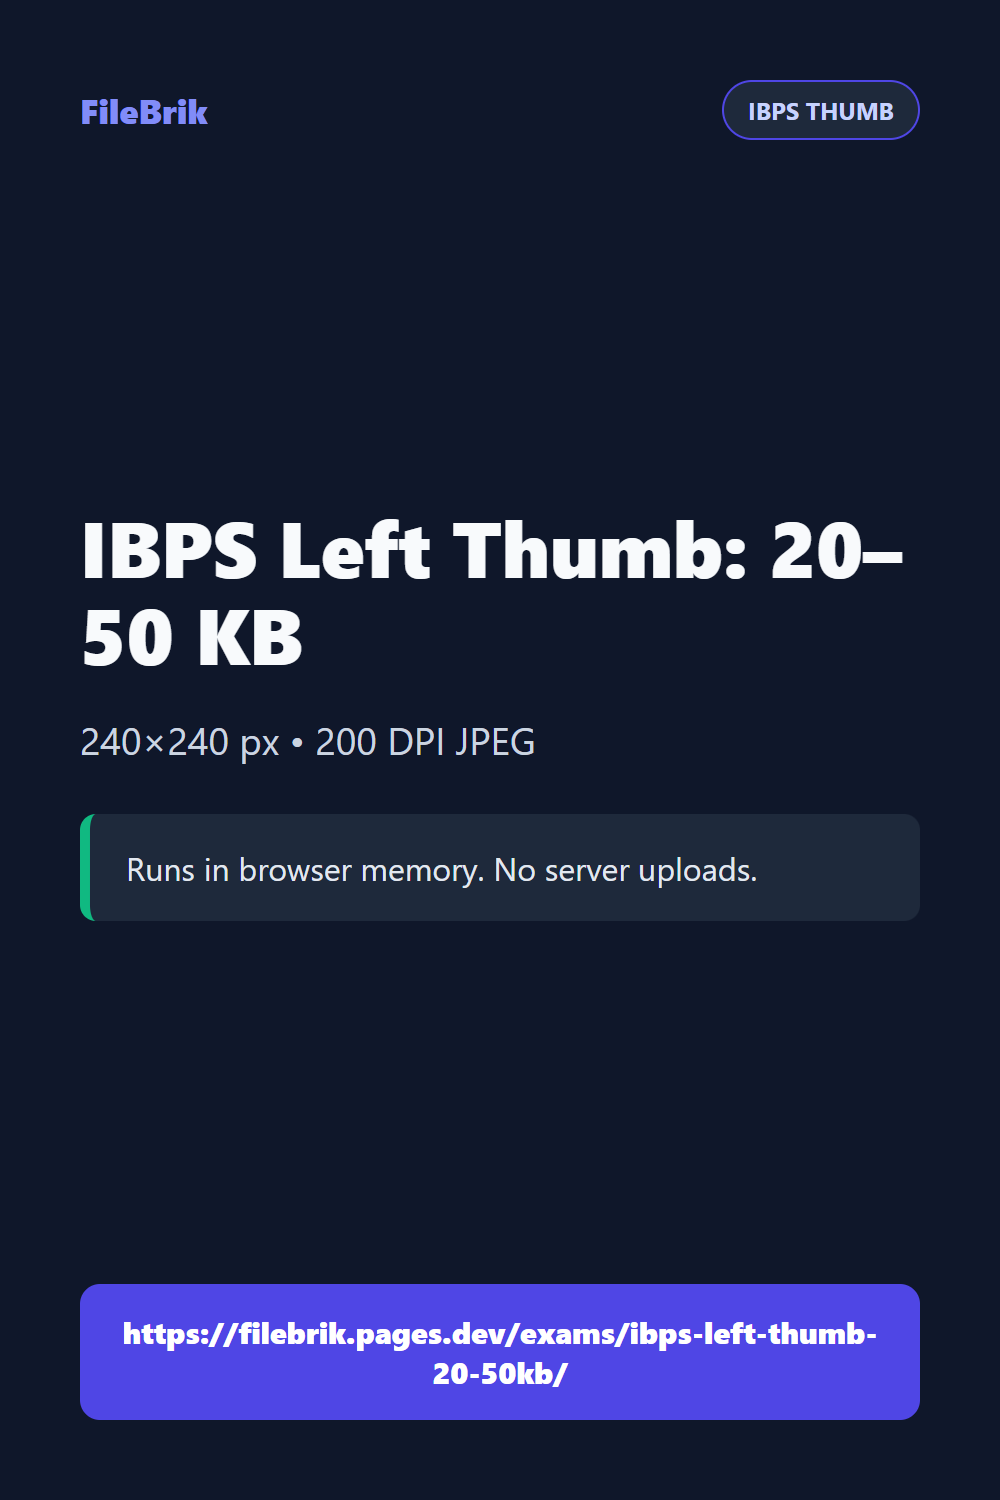 FileBrik
IBPS THUMB
IBPS Left Thumb: 20–
50 KB
240×240 px • 200 DPI JPEG
Runs in browser memory. No server uploads.
https://filebrik.pages.dev/exams/ibps-left-thumb-
20-50kb/